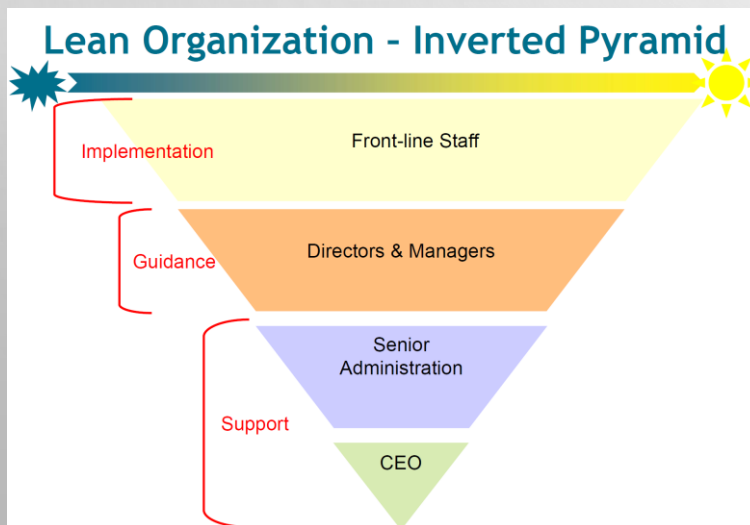 Lean Organization - Inverted Pyramid
Implementation
Front-line Staff
Guidance
Directors & Managers
Senior
Administration
Support
CEO